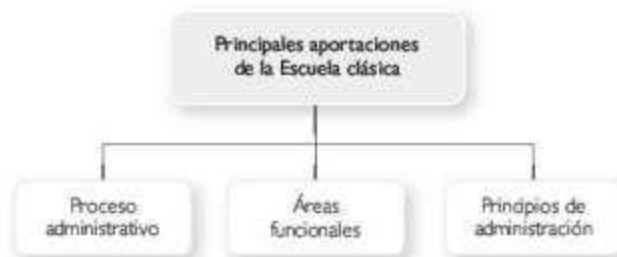 Principales aportaciones
de la Escuela clásica
Proceso
administrativo
Áreas
funcionales
Principios de
administración